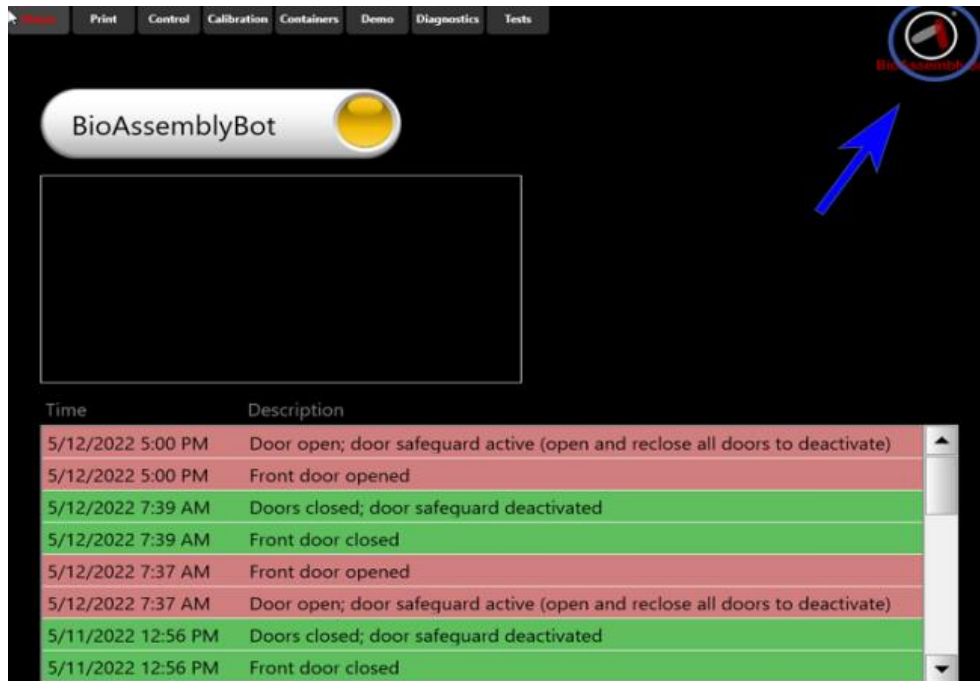 Print Control Calibration Containers Demo Diagnostics Tests
BioAssemblyBot
Time Description
5/12/2022 5:00 PM Door open; door safeguard active (open and reclose all doors to deactivate)
5/12/2022 5:00 PM Front door opened
5/12/2022 7:39 AM Doors closed; door safeguard deactivated
5/12/2022 7:39 AM Front door closed
5/12/2022 7:37 AM Front door opened
5/12/2022 7:37 AM Door open; door safeguard active (open and reclose all doors to deactivate)
5/11/2022 12:56 PM Doors closed; door safeguard deactivated
5/11/2022 12:56 PM Front door closed